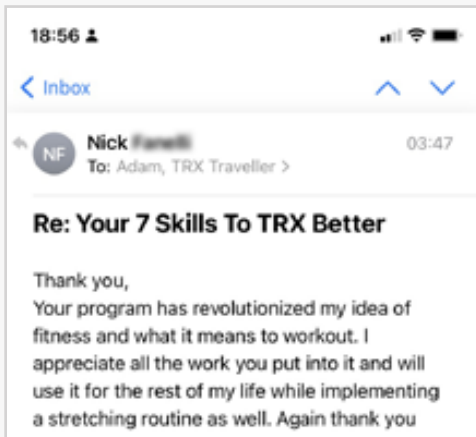 18:56
Inbox
NF
Nick
03:47
To: Adam, TRX Traveller >
Re: Your 7 Skills To TRX Better
Thank you,
Your program has revolutionized my idea of
fitness and what it means to workout. I
appreciate all the work you put into it and will
use it for the rest of my life while implementing
a stretching routine as well. Again thank you